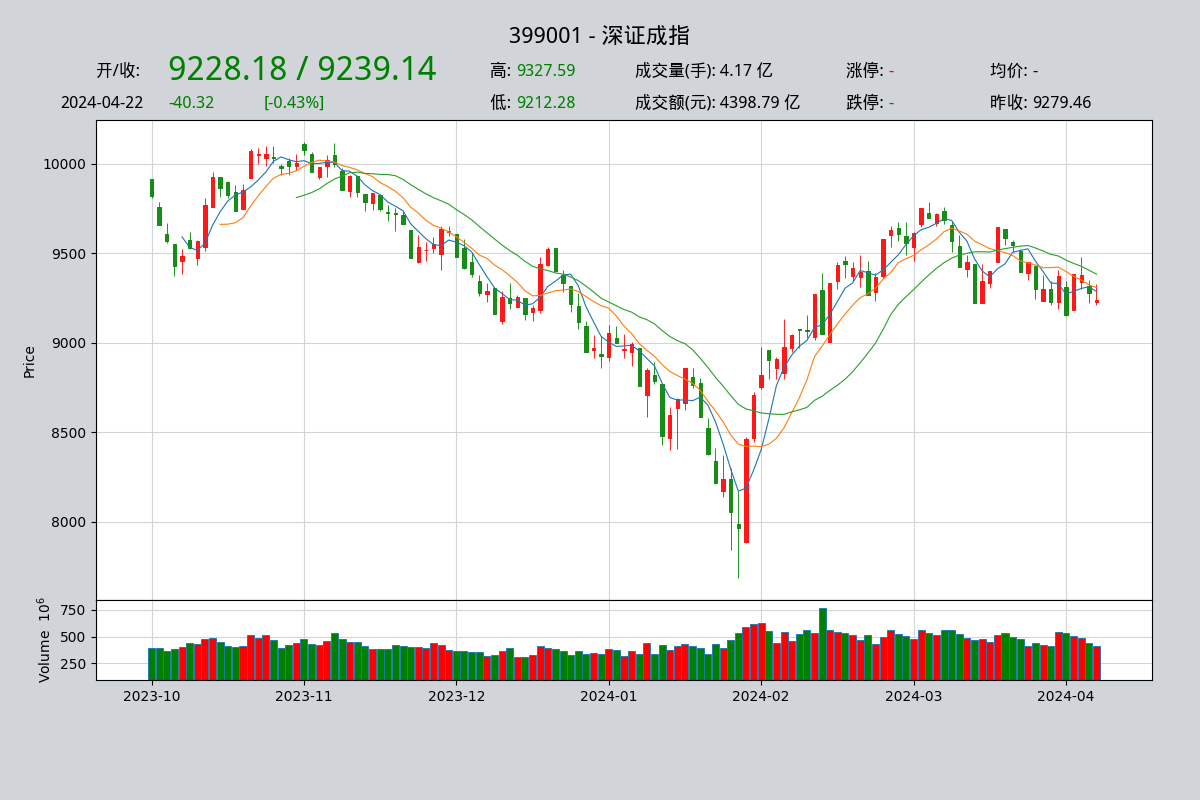 399001 - 深证成指
开/收: 9228.18 / 9239.14 高: 9327.59 成交量(手): 4.17 亿 涨停: - 均价: -
2024-04-22 -40.32 [-0.43%] 低: 9212.28 成交额(元): 4398.79 亿 跌停: - 昨收: 9279.46
10000
9500
9000
8500
8000
Price
750
500
250
Volume 10⁶
2023-10 2023-11 2023-12 2024-01 2024-02 2024-03 2024-04